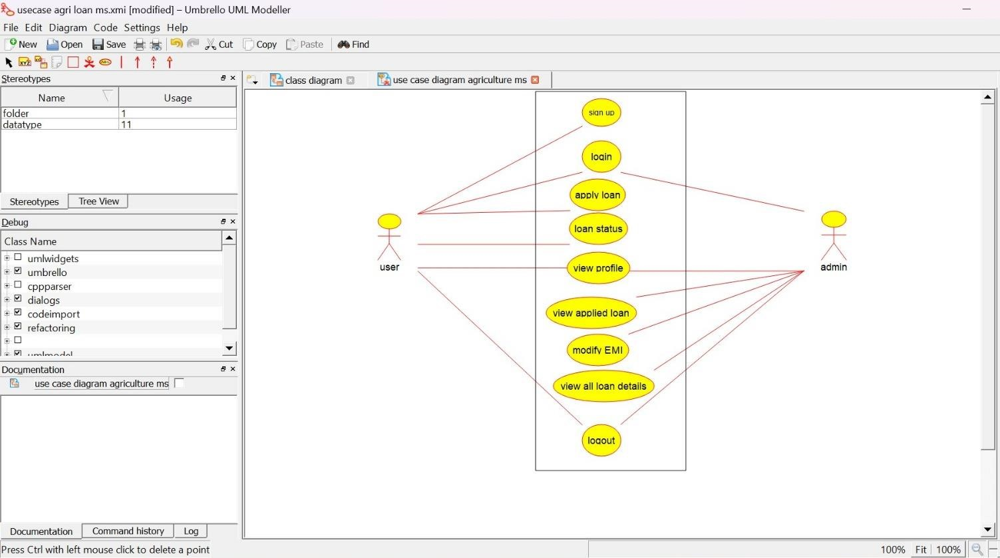 usecase agri loan ms.xmi [modified] – Umbrello UML Modeller
File Edit Diagram Code Settings Help
New Open Save Cut Copy Paste Find
XYZ ABC
Stereotypes
Name Usage
folder 1
datatype 11
Stereotypes Tree View
Debug
Class Name
umlwidgets
umbrello
cppparser
dialogs
codeimport
refactoring
umlmodel
Documentation
use case diagram agriculture ms
Documentation Command history Log
Press Ctrl with left mouse click to delete a point
class diagram use case diagram agriculture ms
sign up
login
apply loan
loan status
view profile
view applied loan
modify EMI
view all loan details
logout
user
admin
100% Fit 100%